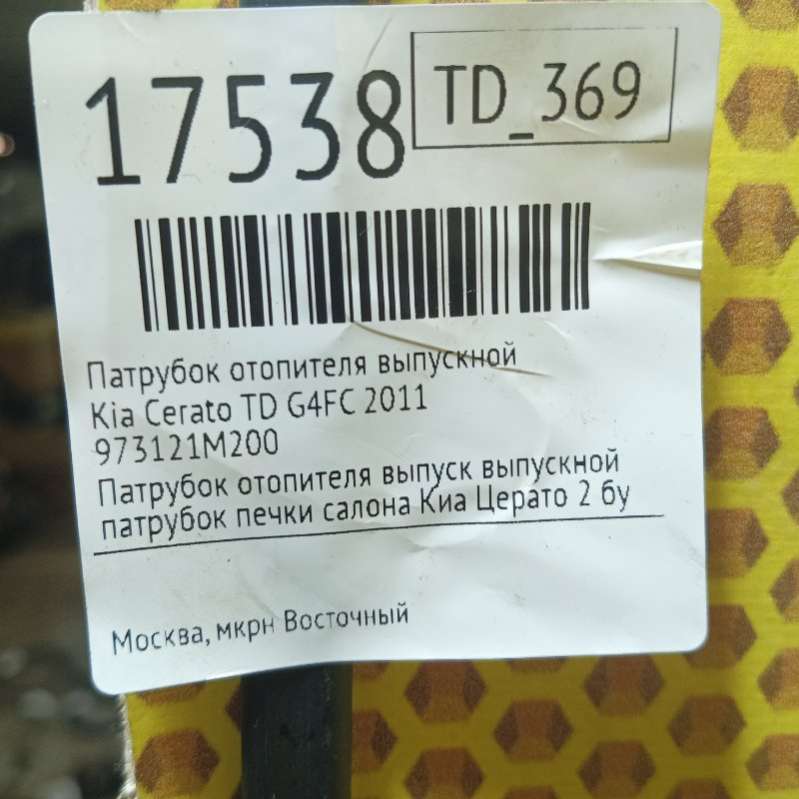 17538
TD_369
Патрубок отопителя выпускной
Kia Cerato TD G4FC 2011
973121M200
Патрубок отопителя выпуск выпускной
патрубок печки салона Киа Церато 2 бу
Москва, мкрн Восточный